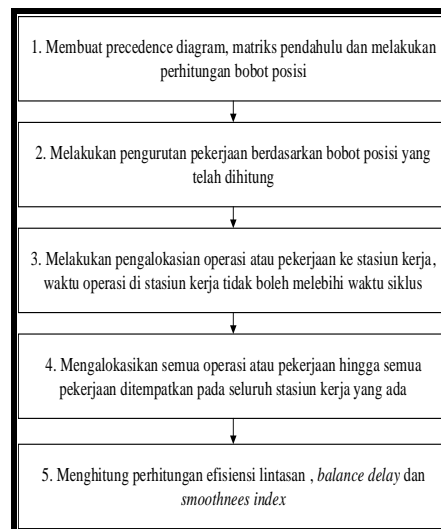 1. Membuat precedence diagram, matriks pendahulu dan melakukan
perhitungan bobot posisi
2. Melakukan pengurutan pekerjaan berdasarkan bobot posisi yang
telah dihitung
3. Melakukan pengalokasian operasi atau pekerjaan ke stasiun kerja,
waktu operasi di stasiun kerja tidak boleh melebihi waktu siklus
4. Mengalokasikan semua operasi atau pekerjaan hingga semua
pekerjaan ditempatkan pada seluruh stasiun kerja yang ada
5. Menghitung perhitungan efisiensi lintasan , balance delay dan
smoothnees index